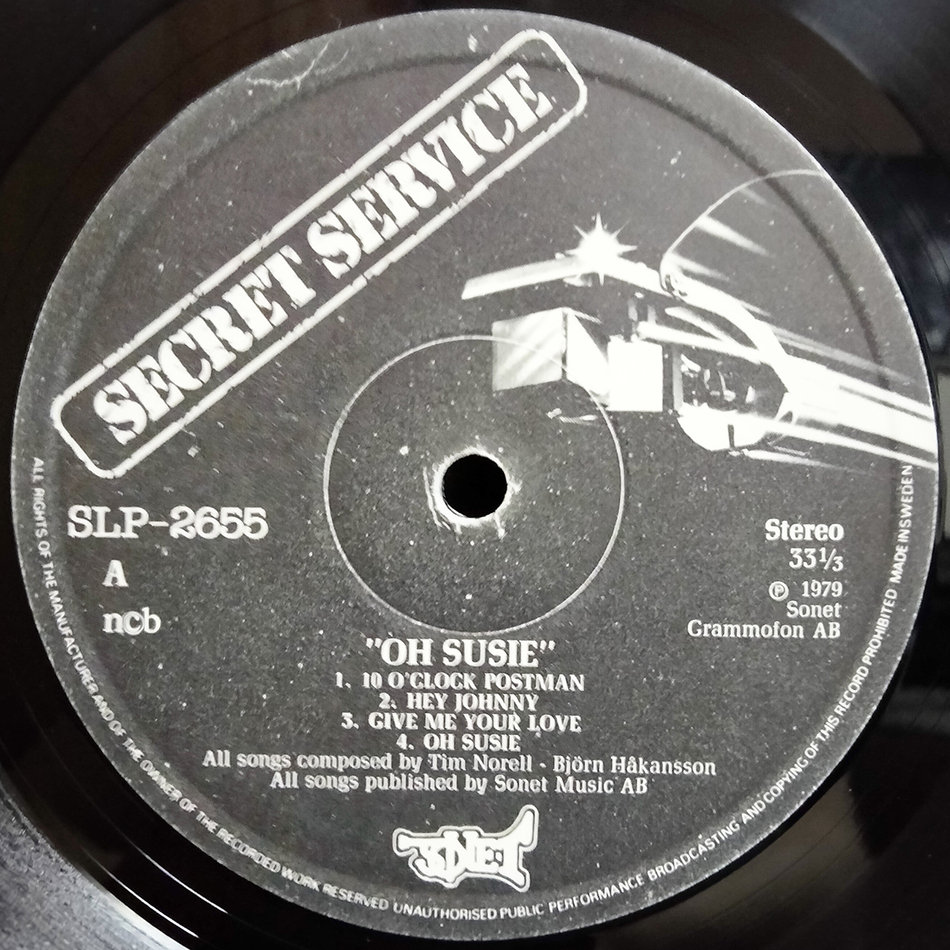 SECRET SERVICE
SLP-2655
A
ncb
Stereo
33⅓
℗ 1979
Sonet
Grammofon AB
"OH SUSIE"
1. 10 O'CLOCK POSTMAN
2. HEY JOHNNY
3. GIVE ME YOUR LOVE
4. OH SUSIE
All songs composed by Tim Norell - Björn Håkansson
All songs published by Sonet Music AB
SONET
ALL RIGHTS OF THE MANUFACTURER AND OF THE OWNER OF THE RECORDED WORK RESERVED UNAUTHORISED PUBLIC PERFORMANCE BROADCASTING AND COPYING OF THIS RECORD PROHIBITED MADE IN SWEDEN